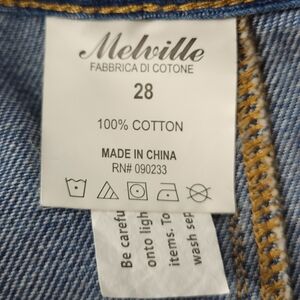 Melville
FABBRICA DI COTONE
28
100% COTTON
MADE IN CHINA
RN# 090233
Be carefu
onto ligh
items. To
wash sep